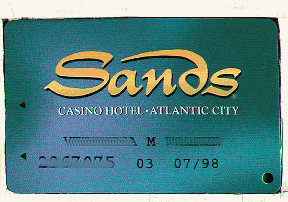 Sands
CASINO HOTEL • ATLANTIC CITY
M
03 07/98